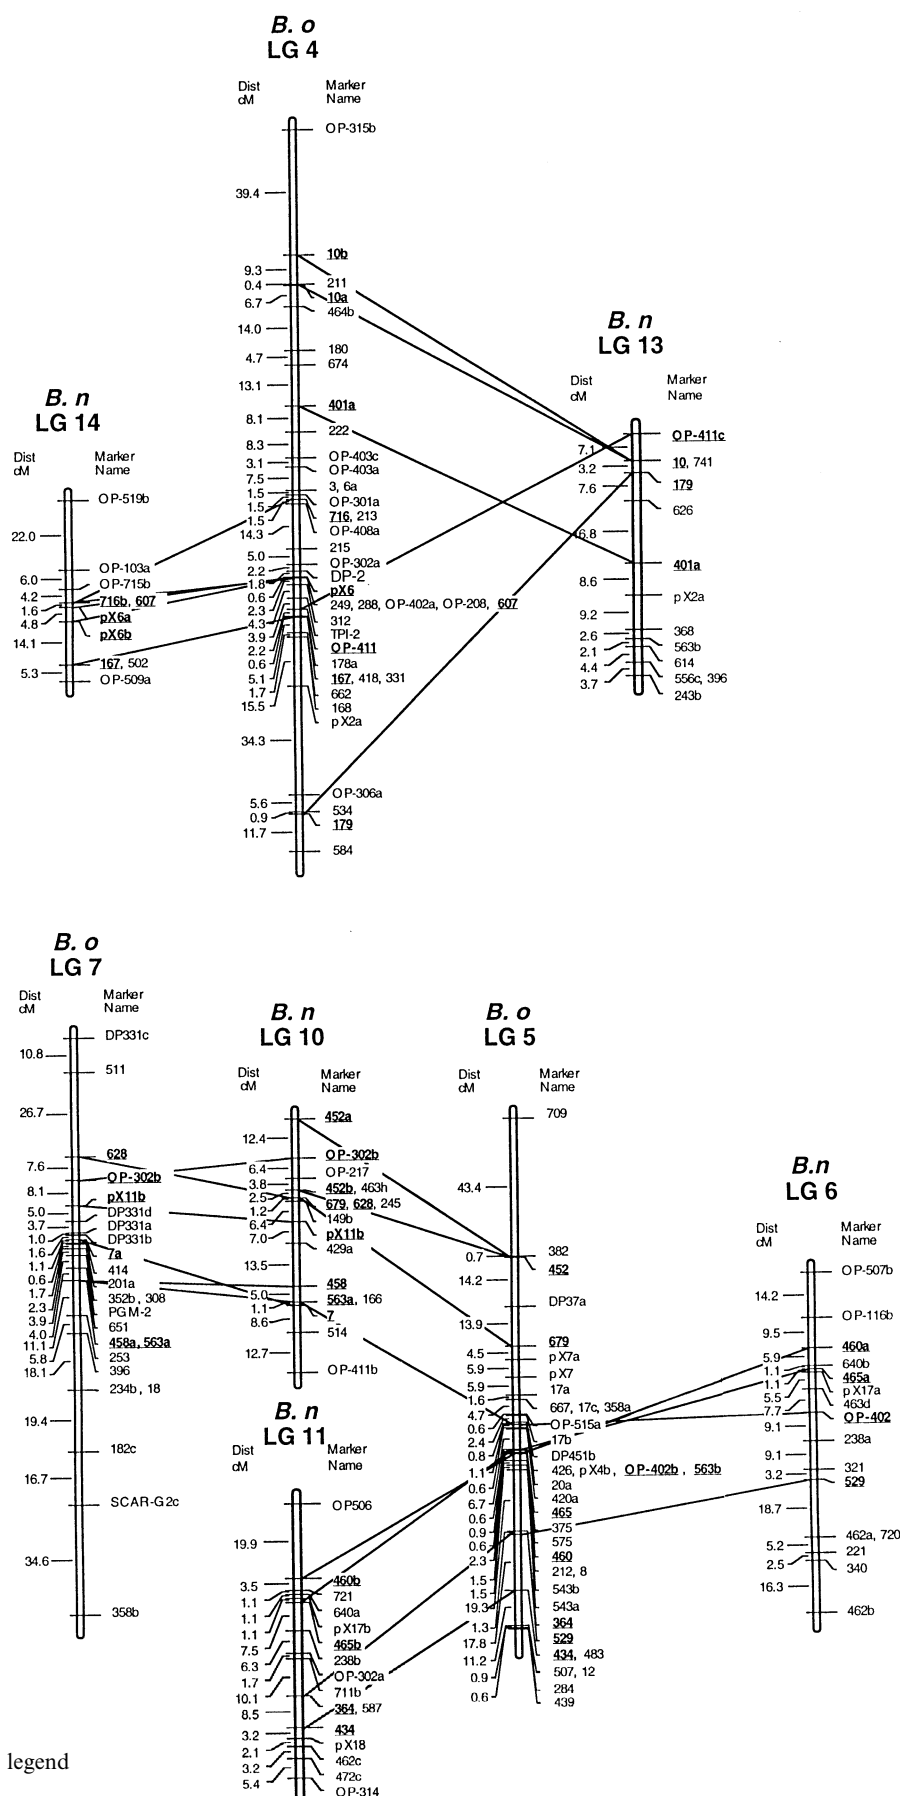 B. o
LG 4
Dist Marker
cM Name
OP-315b
39.4
10b
9.3
0.4 211
10a
6.7
464b
14.0
180
4.7
674
13.1
401a
8.1
222
8.3
OP-403c
3.1
OP-403a
7.5
3, 6a
1.5
OP-301a
1.5
716, 213
1.5
OP-408a
14.3
215
5.0
OP-302a
2.2
DP-2
1.8
pX6
0.6
249, 288, OP-402a, OP-208, 607
2.3
312
4.3
TPI-2
3.9
OP-411
2.2
178a
0.6
167, 418, 331
5.1
662
1.7
168
15.5
pX2a
34.3
OP-306a
5.6
534
0.9
179
11.7
584
B. n
LG 13
Dist Marker
cM Name
OP-411c
7.1
10, 741
3.2
179
7.6
626
16.8
401a
8.6
pX2a
9.2
368
2.6
563b
2.1
614
4.4
556c, 396
3.7
243b
B. n
LG 14
Dist Marker
cM Name
OP-519b
22.0
OP-103a
6.0
OP-715b
4.2
716b, 607
1.6
pX6a
4.8
pX6b
14.1
167, 502
5.3
OP-509a
B. o
LG 7
Dist Marker
cM Name
DP331c
10.8
511
26.7
628
7.6
OP-302b
8.1
pX11b
5.0
DP331d
3.7
DP331a
1.0
DP331b
1.6
7a
1.1
414
0.6
201a
1.7
352b, 308
2.3
PGM-2
3.9
651
4.0
458a, 563a
11.1
253
5.8
396
18.1
234b, 18
19.4
182c
16.7
SCAR-G2c
34.6
358b
B. n
LG 10
Dist Marker
cM Name
452a
12.4
OP-302b
6.4
OP-217
3.8
452b, 463h
2.5
679, 628, 245
1.2
149b
6.4
pX11b
7.0
429a
13.5
458
5.0
563a, 166
1.1
7
8.6
514
12.7
OP-411b
B. o
LG 5
Dist Marker
cM Name
709
43.4
382
0.7
452
14.2
DP37a
13.9
679
4.5
pX7a
5.9
pX7
5.9
17a
1.6
667, 17c, 358a
4.7
OP-515a
0.6
17b
2.4
DP451b
0.8
426, pX4b, OP-402b, 563b
1.1
20a
0.6
420a
6.7
465
0.6
375
0.9
575
0.6
460
2.3
212, 8
1.5
543b
1.5
543a
19.3
364
1.3
529
17.8
434, 483
11.2
507, 12
0.9
284
0.6
439
B.n
LG 6
Dist Marker
cM Name
OP-507b
14.2
OP-116b
9.5
460a
5.9
640b
1.1
465a
1.1
pX17a
5.5
463d
7.7
OP-402
9.1
238a
9.1
321
3.2
529
18.7
462a, 720
5.2
221
2.5
340
16.3
462b
B. n
LG 11
Dist Marker
cM Name
OP506
19.9
460b
3.5
721
1.1
640a
1.1
pX17b
1.1
465b
7.5
238b
6.3
OP-302a
1.7
711b
10.1
364, 587
8.5
434
3.2
pX18
2.1
462c
3.2
472c
5.4
OP-314
legend